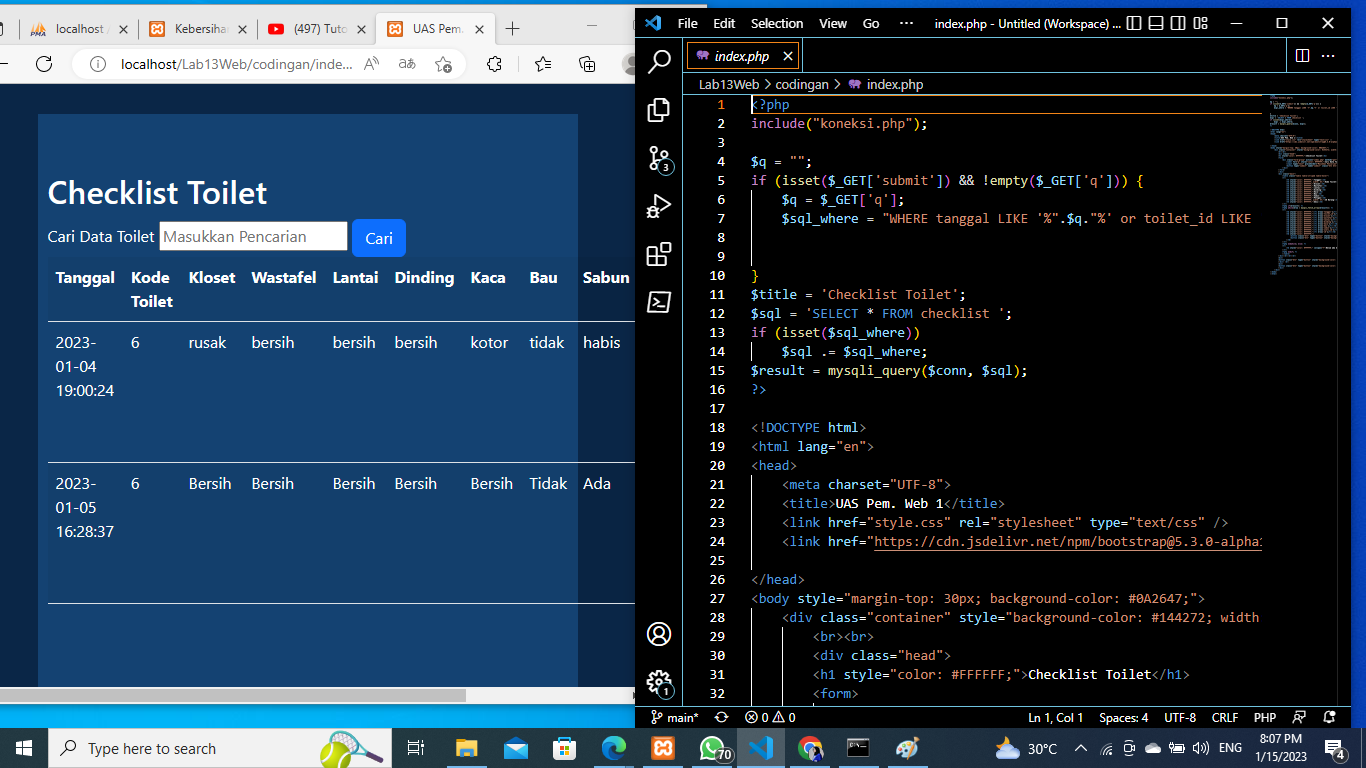 localhost /
Kebersihan
(497) Tuto
UAS Pem.
localhost/Lab13Web/codingan/inde...
Checklist Toilet
Cari Data Toilet Masukkan Pencarian Cari
Tanggal Kode Toilet Kloset Wastafel Lantai Dinding Kaca Bau Sabun
2023-01-04 19:00:24 6 rusak bersih bersih bersih kotor tidak habis
2023-01-05 16:28:37 6 Bersih Bersih Bersih Bersih Bersih Tidak Ada
File Edit Selection View Go ··· index.php - Untitled (Workspace) ...
index.php
Lab13Web > codingan > index.php
1 <?php
2 include("koneksi.php");
3
4 $q = "";
5 if (isset($_GET['submit']) && !empty($_GET['q'])) {
6 $q = $_GET['q'];
7 $sql_where = "WHERE tanggal LIKE '%".$q."%' or toilet_id LIKE
8
9
10 }
11 $title = 'Checklist Toilet';
12 $sql = 'SELECT * FROM checklist ';
13 if (isset($sql_where))
14 $sql .= $sql_where;
15 $result = mysqli_query($conn, $sql);
16 ?>
17
18 <!DOCTYPE html>
19 <html lang="en">
20 <head>
21 <meta charset="UTF-8">
22 <title>UAS Pem. Web 1</title>
23 <link href="style.css" rel="stylesheet" type="text/css" />
24 <link href="https://cdn.jsdelivr.net/npm/bootstrap@5.3.0-alpha1
25
26 </head>
27 <body style="margin-top: 30px; background-color: #0A2647;">
28 <div class="container" style="background-color: #144272; width
29 <br><br>
30 <div class="head">
31 <h1 style="color: #FFFFFF;">Checklist Toilet</h1>
32 <form>
3
1
main* 0 0 Ln 1, Col 1 Spaces: 4 UTF-8 CRLF PHP
Type here to search
70
30°C
ENG
8:07 PM
1/15/2023
4